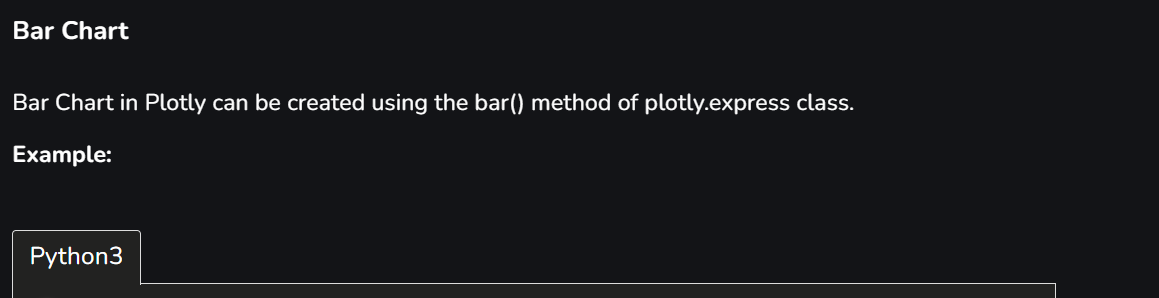 Bar Chart
Bar Chart in Plotly can be created using the bar() method of plotly.express class.
Example:
Python3